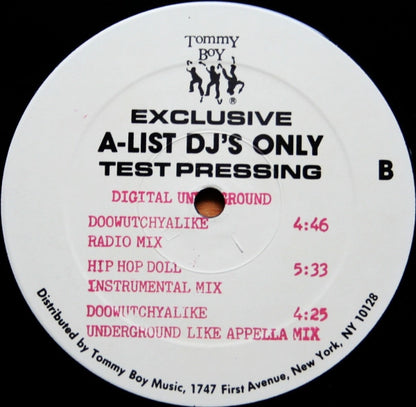 Tommy
Boy
®
EXCLUSIVE
A-LIST DJ'S ONLY
TEST PRESSING
B
DIGITAL UNDERGROUND
DOOWUTCHYALIKE 4:46
RADIO MIX
HIP HOP DOLL 5:33
INSTRUMENTAL MIX
DOOWUTCHYALIKE 4:25
UNDERGROUND LIKE APPELLA MIX
Distributed by Tommy Boy Music, 1747 First Avenue, New York, NY 10128